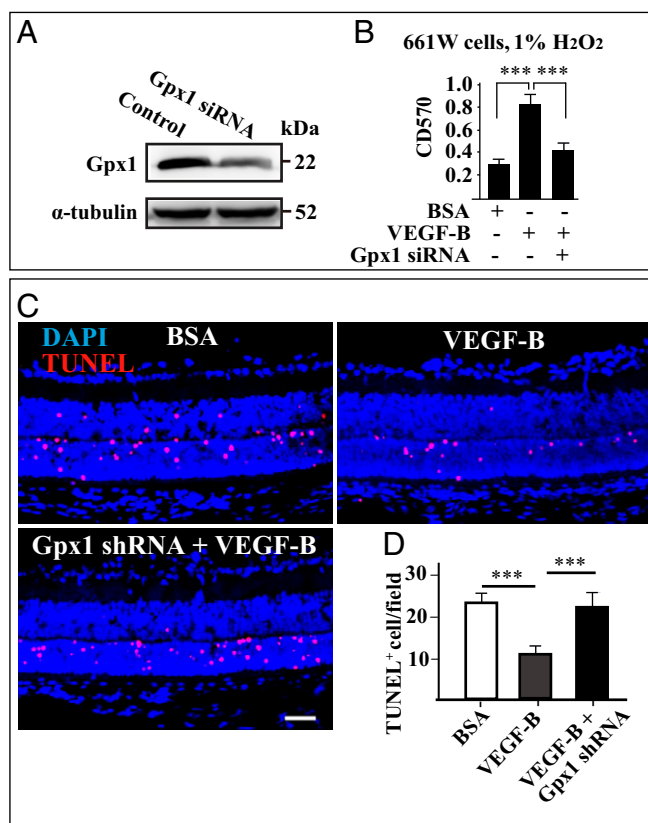 A
Control
Gpx1 siRNA
kDa
Gpx1
22
α-tubulin
52
B
661W cells, 1% H2O2
*** ***
CD570
1.0
0.8
0.6
0.4
0.2
BSA + - -
VEGF-B - + +
Gpx1 siRNA - - +
C
DAPI
TUNEL
BSA
VEGF-B
Gpx1 shRNA + VEGF-B
D
*** ***
TUNEL+ cell/field
30
20
10
BSA
VEGF-B
VEGF-B +
Gpx1 shRNA